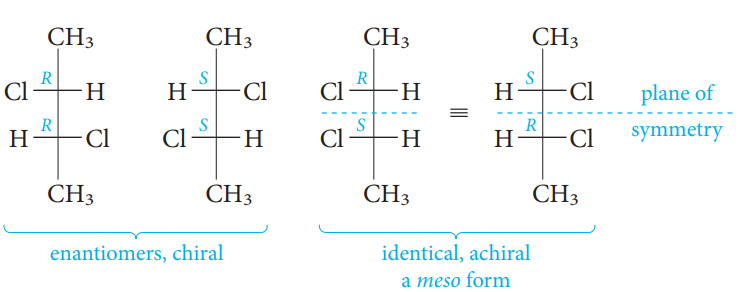 CH₃ CH₃ CH₃ CH₃
R S R S
Cl H H Cl Cl H H Cl plane of
≡
R S S R symmetry
H Cl Cl H Cl H H Cl
CH₃ CH₃ CH₃ CH₃
enantiomers, chiral identical, achiral
a meso form